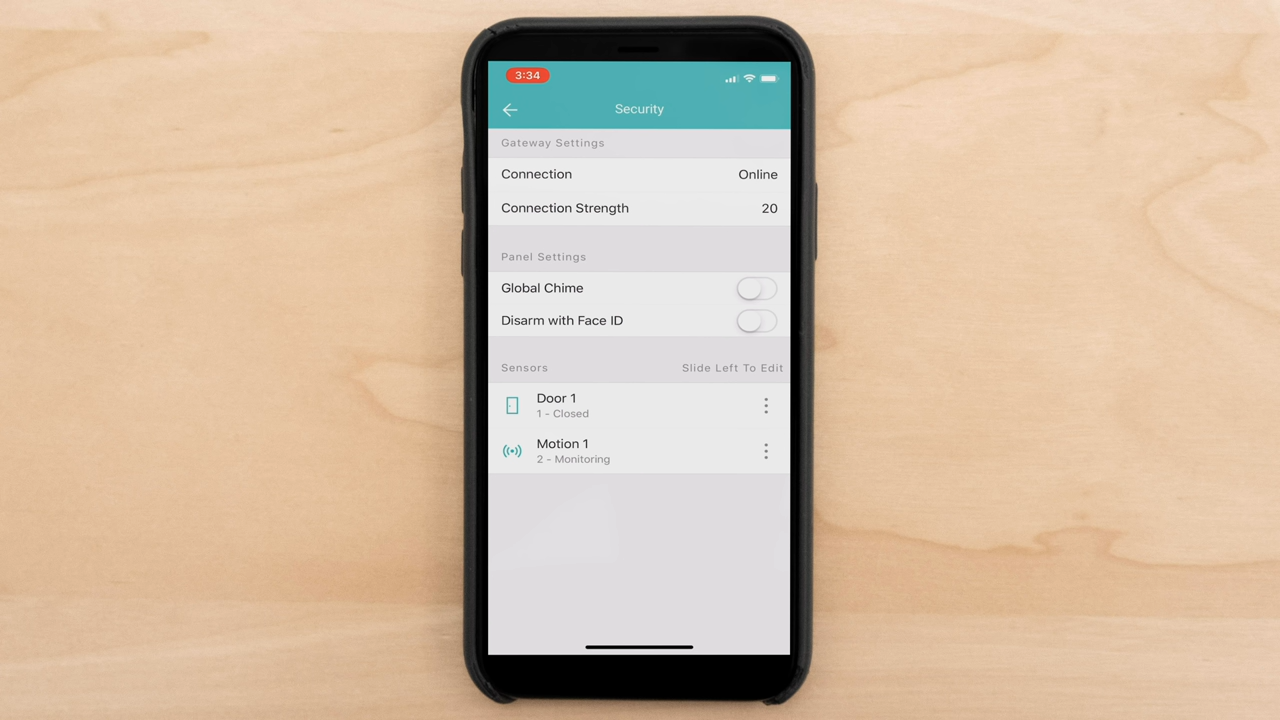 3:34
Security
Gateway Settings
Connection Online
Connection Strength 20
Panel Settings
Global Chime
Disarm with Face ID
Sensors Slide Left To Edit
Door 1
1 - Closed
Motion 1
2 - Monitoring